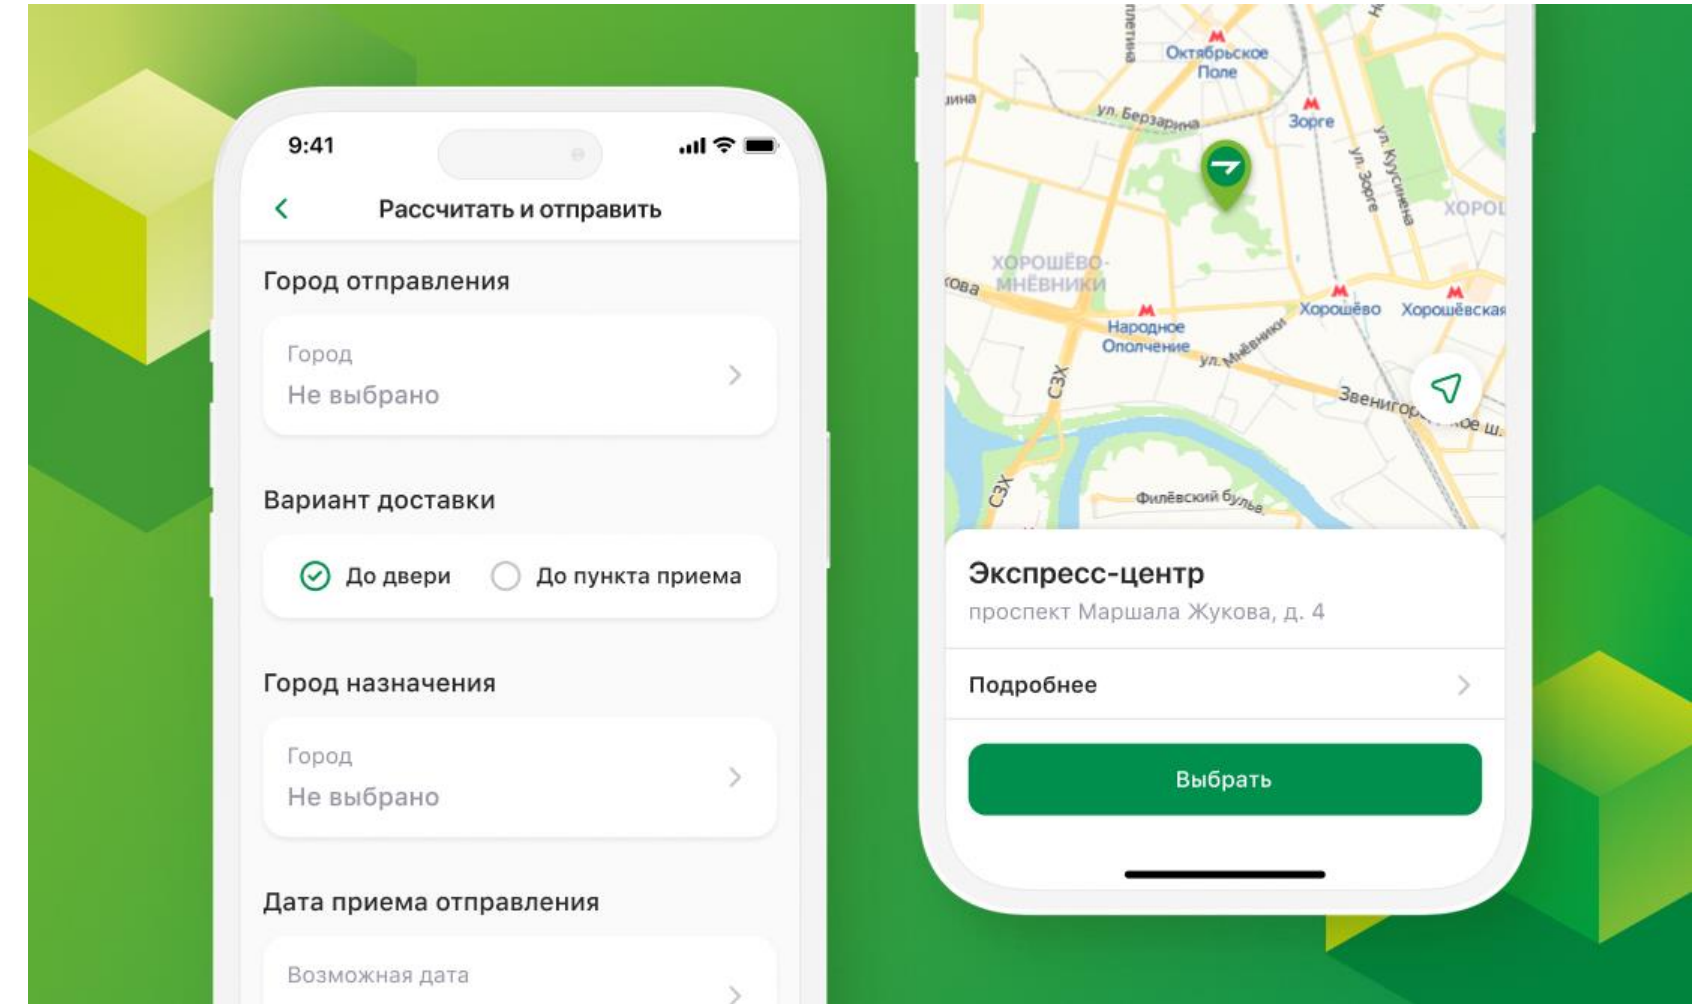 9:41
Рассчитать и отправить
Город отправления
Город
Не выбрано
Вариант доставки
До двери
До пункта приема
Город назначения
Город
Не выбрано
Дата приема отправления
Возможная дата
Октябрьское
Поле
ул. Берзарина
Зорге
ул. Зорге
ул. Куусинена
ХОРОШЁВО-
МНЁВНИКИ
Народное
Ополчение
Хорошёво
Хорошёвская
ул. Мнёвники
СЗХ
СЗХ
Филёвский
Экспресс-центр
проспект Маршала Жукова, д. 4
Подробнее
Выбрать